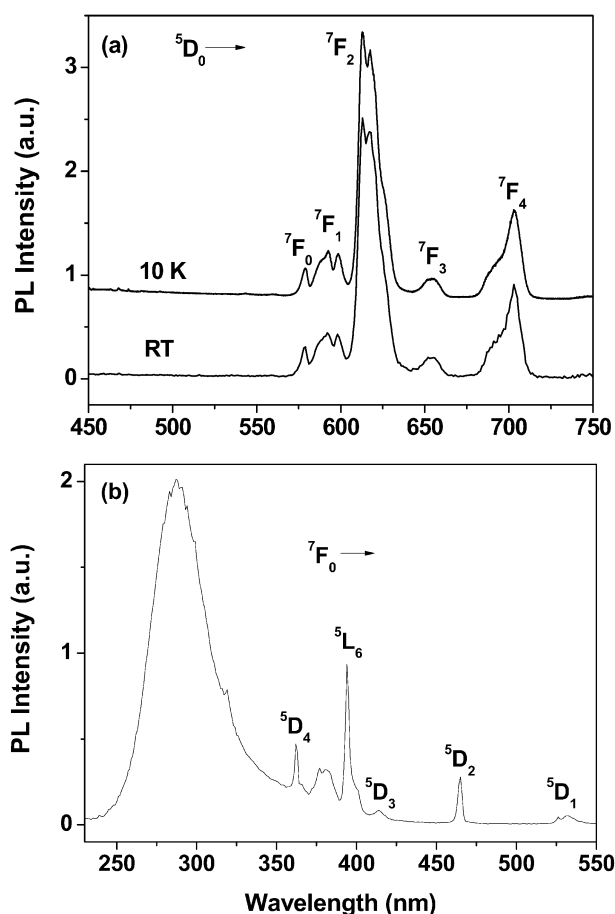 (a)
⁵D₀
⁷F₂
⁷F₀
⁷F₁
⁷F₃
⁷F₄
10 K
RT
PL Intensity (a.u.)
3
2
1
0
450 500 550 600 650 700 750
(b)
⁷F₀
⁵D₄
⁵L₆
⁵D₃
⁵D₂
⁵D₁
PL Intensity (a.u.)
2
1
0
250 300 350 400 450 500 550
Wavelength (nm)